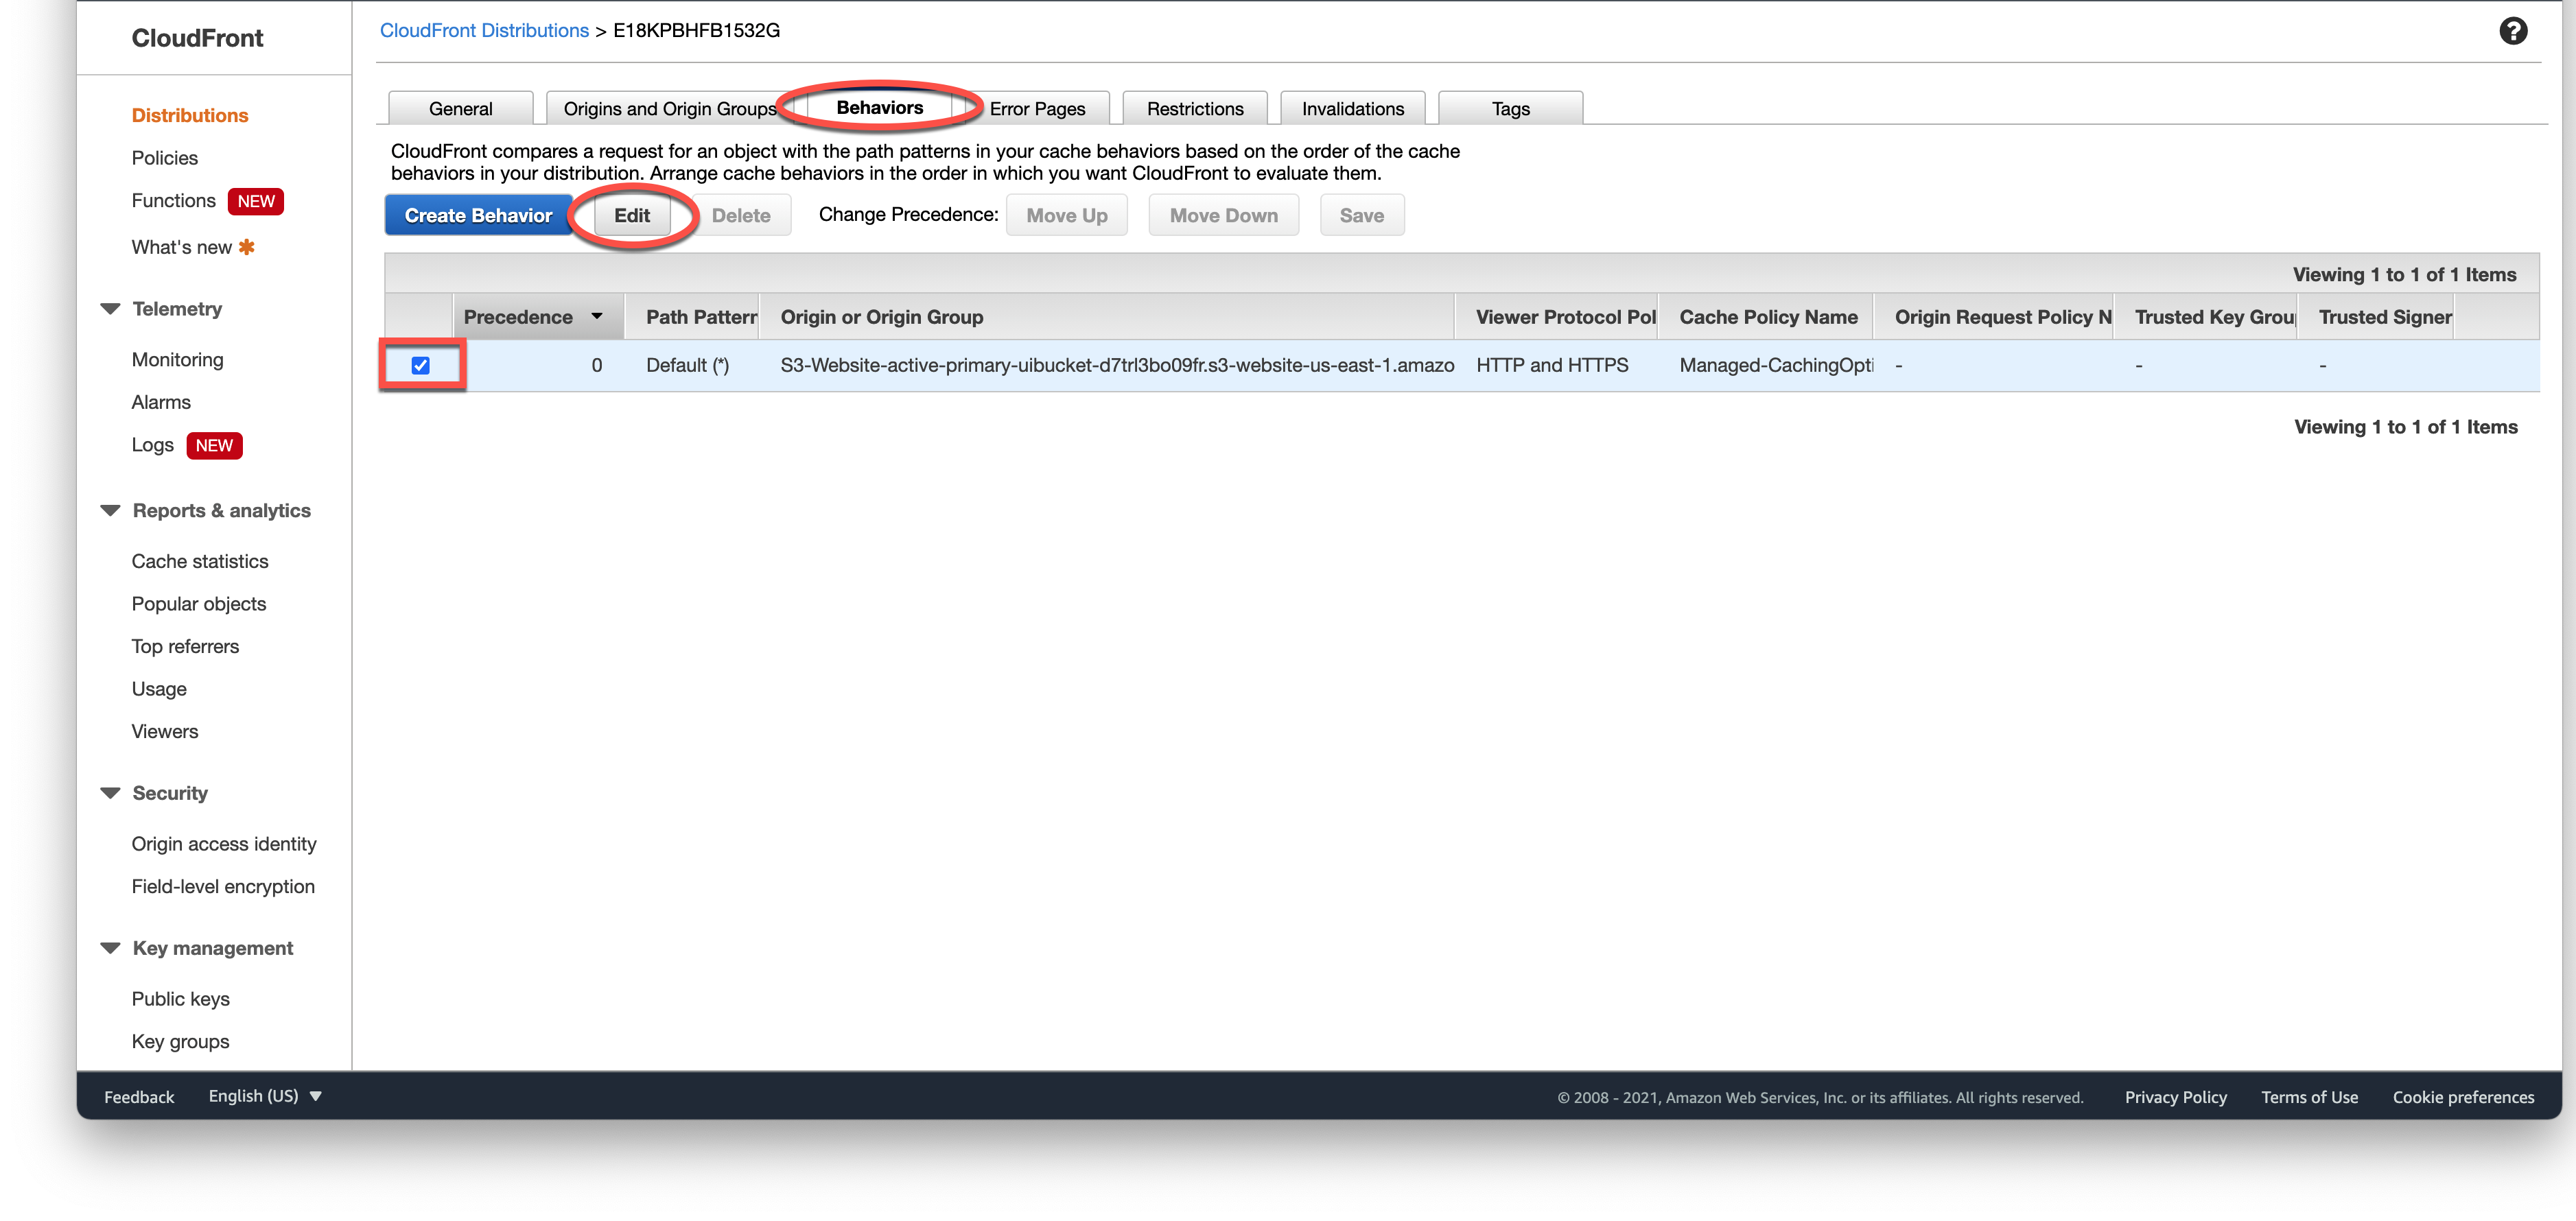 CloudFront
CloudFront Distributions > E18KPBHFB1532G
Distributions
Policies
Functions NEW
What's new
Telemetry
Monitoring
Alarms
Logs NEW
Reports & analytics
Cache statistics
Popular objects
Top referrers
Usage
Viewers
Security
Origin access identity
Field-level encryption
Key management
Public keys
Key groups
General Origins and Origin Groups Behaviors Error Pages Restrictions Invalidations Tags
CloudFront compares a request for an object with the path patterns in your cache behaviors based on the order of the cache
behaviors in your distribution. Arrange cache behaviors in the order in which you want CloudFront to evaluate them.
Create Behavior Edit Delete Change Precedence: Move Up Move Down Save
Viewing 1 to 1 of 1 Items
Precedence Path Pattern Origin or Origin Group Viewer Protocol Pol Cache Policy Name Origin Request Policy N Trusted Key Grou Trusted Signer
0 Default (*) S3-Website-active-primary-uibucket-d7trl3bo09fr.s3-website-us-east-1.amazo HTTP and HTTPS Managed-CachingOpti - - -
Viewing 1 to 1 of 1 Items
Feedback English (US) © 2008 - 2021, Amazon Web Services, Inc. or its affiliates. All rights reserved. Privacy Policy Terms of Use Cookie preferences